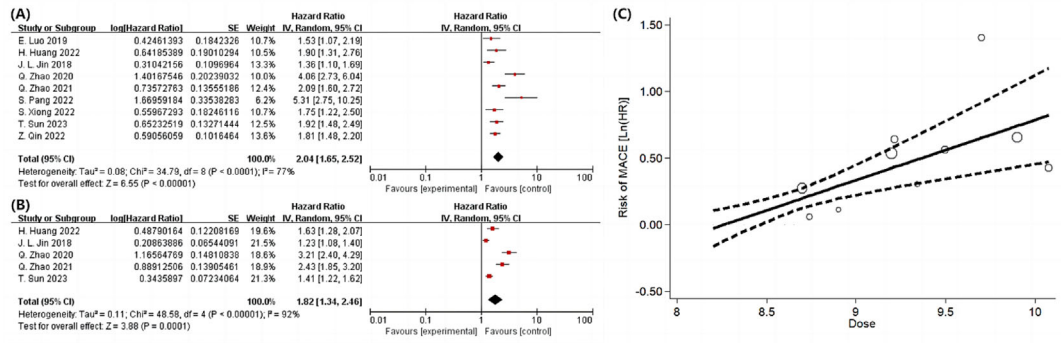 (A)
Hazard Ratio Hazard Ratio
Study or Subgroup log[Hazard Ratio] SE Weight IV, Random, 95% CI IV, Random, 95% CI
E. Luo 2019 0.42461393 0.1842326 10.7% 1.53 [1.07, 2.19]
H. Huang 2022 0.64185389 0.19010294 10.5% 1.90 [1.31, 2.76]
J. L. Jin 2018 0.31042156 0.1096964 13.3% 1.36 [1.10, 1.69]
Q. Zhao 2020 1.40167546 0.20239032 10.0% 4.06 [2.73, 6.04]
Q. Zhao 2021 0.73572763 0.13555186 12.5% 2.09 [1.60, 2.72]
S. Pang 2022 1.66959184 0.33538283 6.2% 5.31 [2.75, 10.25]
S. Xiong 2022 0.55967293 0.18246116 10.8% 1.75 [1.22, 2.50]
T. Sun 2023 0.65232519 0.13271444 12.5% 1.92 [1.48, 2.49]
Z. Qin 2022 0.59056059 0.1016464 13.6% 1.81 [1.48, 2.20]
Total (95% CI) 100.0% 2.04 [1.65, 2.52]
Heterogeneity: Tau² = 0.08; Chi² = 34.79, df = 8 (P < 0.0001); I² = 77%
Test for overall effect: Z = 6.55 (P < 0.00001)
0.01 0.1 1 10 100
Favours [experimental] Favours [control]
(B)
Hazard Ratio Hazard Ratio
Study or Subgroup log[Hazard Ratio] SE Weight IV, Random, 95% CI IV, Random, 95% CI
H. Huang 2022 0.48790164 0.12208169 19.6% 1.63 [1.28, 2.07]
J. L. Jin 2018 0.20863886 0.06544091 21.5% 1.23 [1.08, 1.40]
Q. Zhao 2020 1.16564769 0.14810838 18.7% 3.21 [2.40, 4.29]
Q. Zhao 2021 0.88912506 0.13905461 18.9% 2.43 [1.85, 3.20]
T. Sun 2023 0.3435897 0.07234064 21.3% 1.41 [1.22, 1.62]
Total (95% CI) 100.0% 1.82 [1.34, 2.46]
Heterogeneity: Tau² = 0.11; Chi² = 48.58, df = 4 (P < 0.00001); I² = 92%
Test for overall effect: Z = 3.88 (P = 0.0001)
0.01 0.1 1 10 100
Favours [experimental] Favours [control]
(C)
Risk of MACE [Ln(HR)]
1.50
1.00
0.50
0.00
-0.50
8 8.5 9 9.5 10
Dose